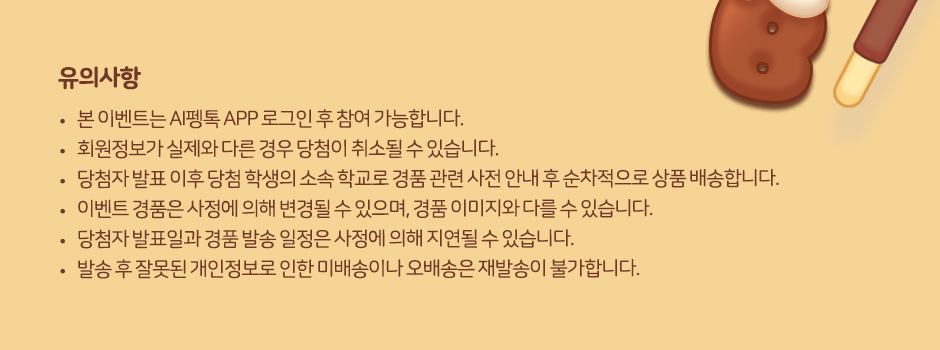 유의사항
• 본 이벤트는 AI펭톡 APP 로그인 후 참여 가능합니다.
• 회원정보가 실제와 다른 경우 당첨이 취소될 수 있습니다.
• 당첨자 발표 이후 당첨 학생의 소속 학교로 경품 관련 사전 안내 후 순차적으로 상품 배송합니다.
• 이벤트 경품은 사정에 의해 변경될 수 있으며, 경품 이미지와 다를 수 있습니다.
• 당첨자 발표일과 경품 발송 일정은 사정에 의해 지연될 수 있습니다.
• 발송 후 잘못된 개인정보로 인한 미배송이나 오배송은 재발송이 불가합니다.